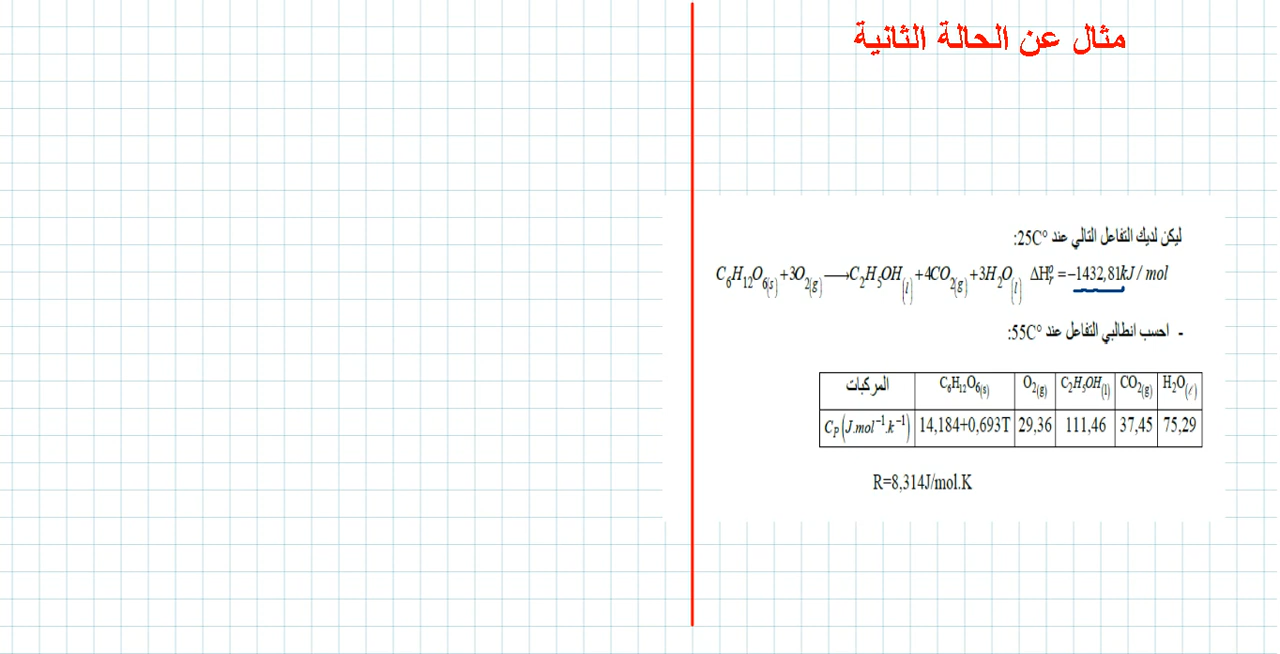 مثال عن الحالة الثانية
ليكن لديك التفاعل التالي عند 25C°:
C₆H₁₂O₆(s) +3O₂(g) ⟶ C₂H₅OH(l) +4CO₂(g) +3H₂O(l) ΔHᵣ⁰ =−1432,81kJ / mol
- احسب انطالبي التفاعل عند 55C°:
المركبات C₆H₁₂O₆(s) O₂(g) C₂H₅OH(l) CO₂(g) H₂O(ℓ)
Cₚ(J.mol⁻¹.k⁻¹) 14,184+0,693T 29,36 111,46 37,45 75,29
R=8,314J/mol.K